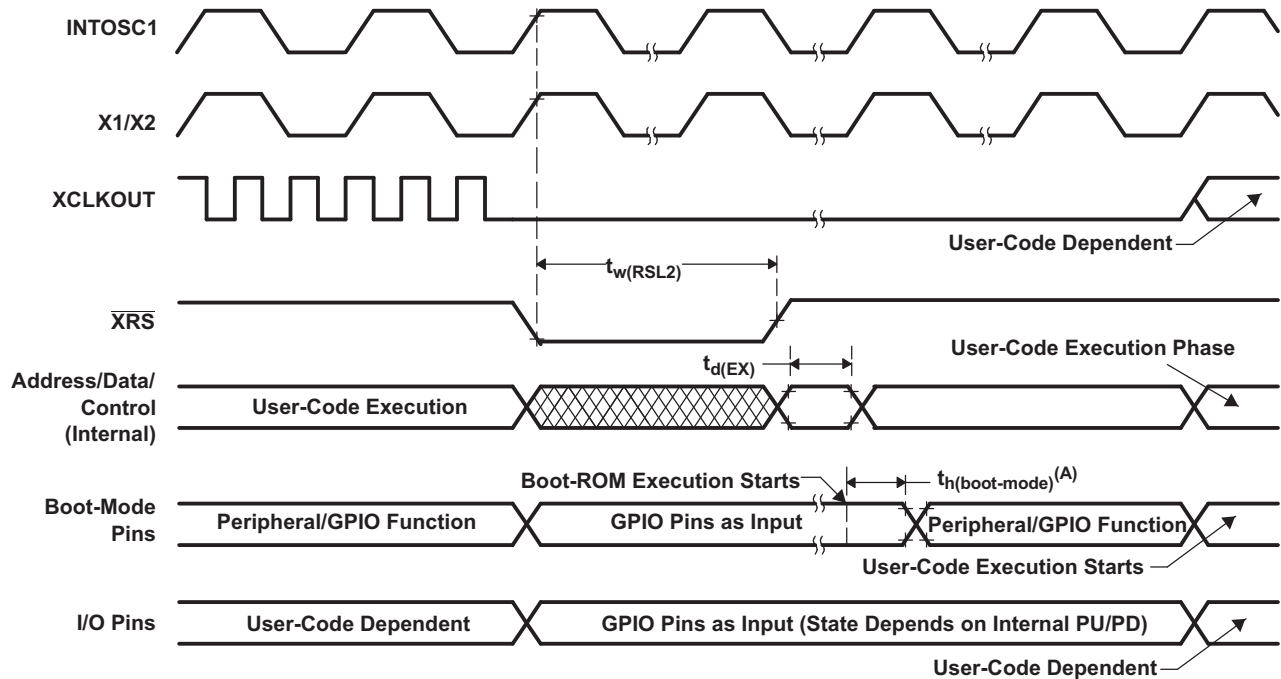 INTOSC1
X1/X2
XCLKOUT
User-Code Dependent
tw(RSL2)
XRS
User-Code Execution Phase
td(EX)
Address/Data/
Control
(Internal)
User-Code Execution
Boot-ROM Execution Starts
th(boot-mode)(A)
Boot-Mode
Pins
Peripheral/GPIO Function
GPIO Pins as Input
Peripheral/GPIO Function
User-Code Execution Starts
I/O Pins
User-Code Dependent
GPIO Pins as Input (State Depends on Internal PU/PD)
User-Code Dependent